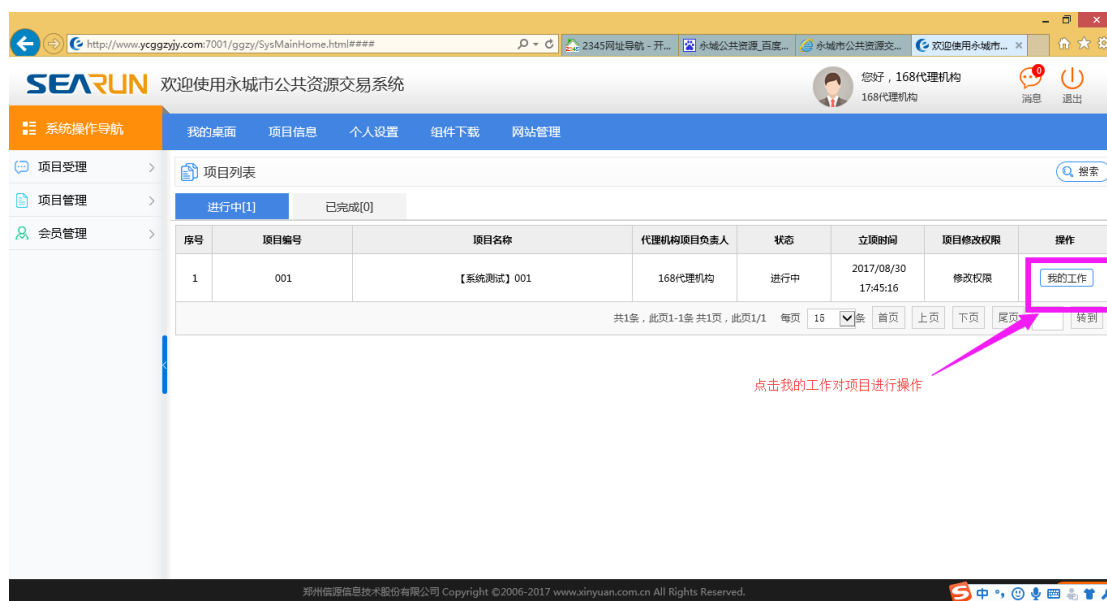 http://www.ycggzyjy.com:7001/ggzy/SysMainHome.html####
2345网址导航 - 开...
永城公共资源_百度...
永城市公共资源交...
欢迎使用永城市... ×
SEARUN 欢迎使用永城市公共资源交易系统
您好，168代理机构
168代理机构
0
消息
退出
系统操作导航
我的桌面 项目信息 个人设置 组件下载 网站管理
项目受理
项目管理
会员管理
项目列表
搜索
进行中[1] 已完成[0]
序号 项目编号 项目名称 代理机构项目负责人 状态 立项时间 项目修改权限 操作
1 001 【系统测试】001 168代理机构 进行中 2017/08/30 17:45:16 修改权限 我的工作
共1条，此页1-1条 共1页，此页1/1 每页 15 条 首页 上页 下页 尾页 转到
点击我的工作对项目进行操作
郑州信源信息技术股份有限公司 Copyright ©2006-2017 www.xinyuan.com.cn All Rights Reserved.
中